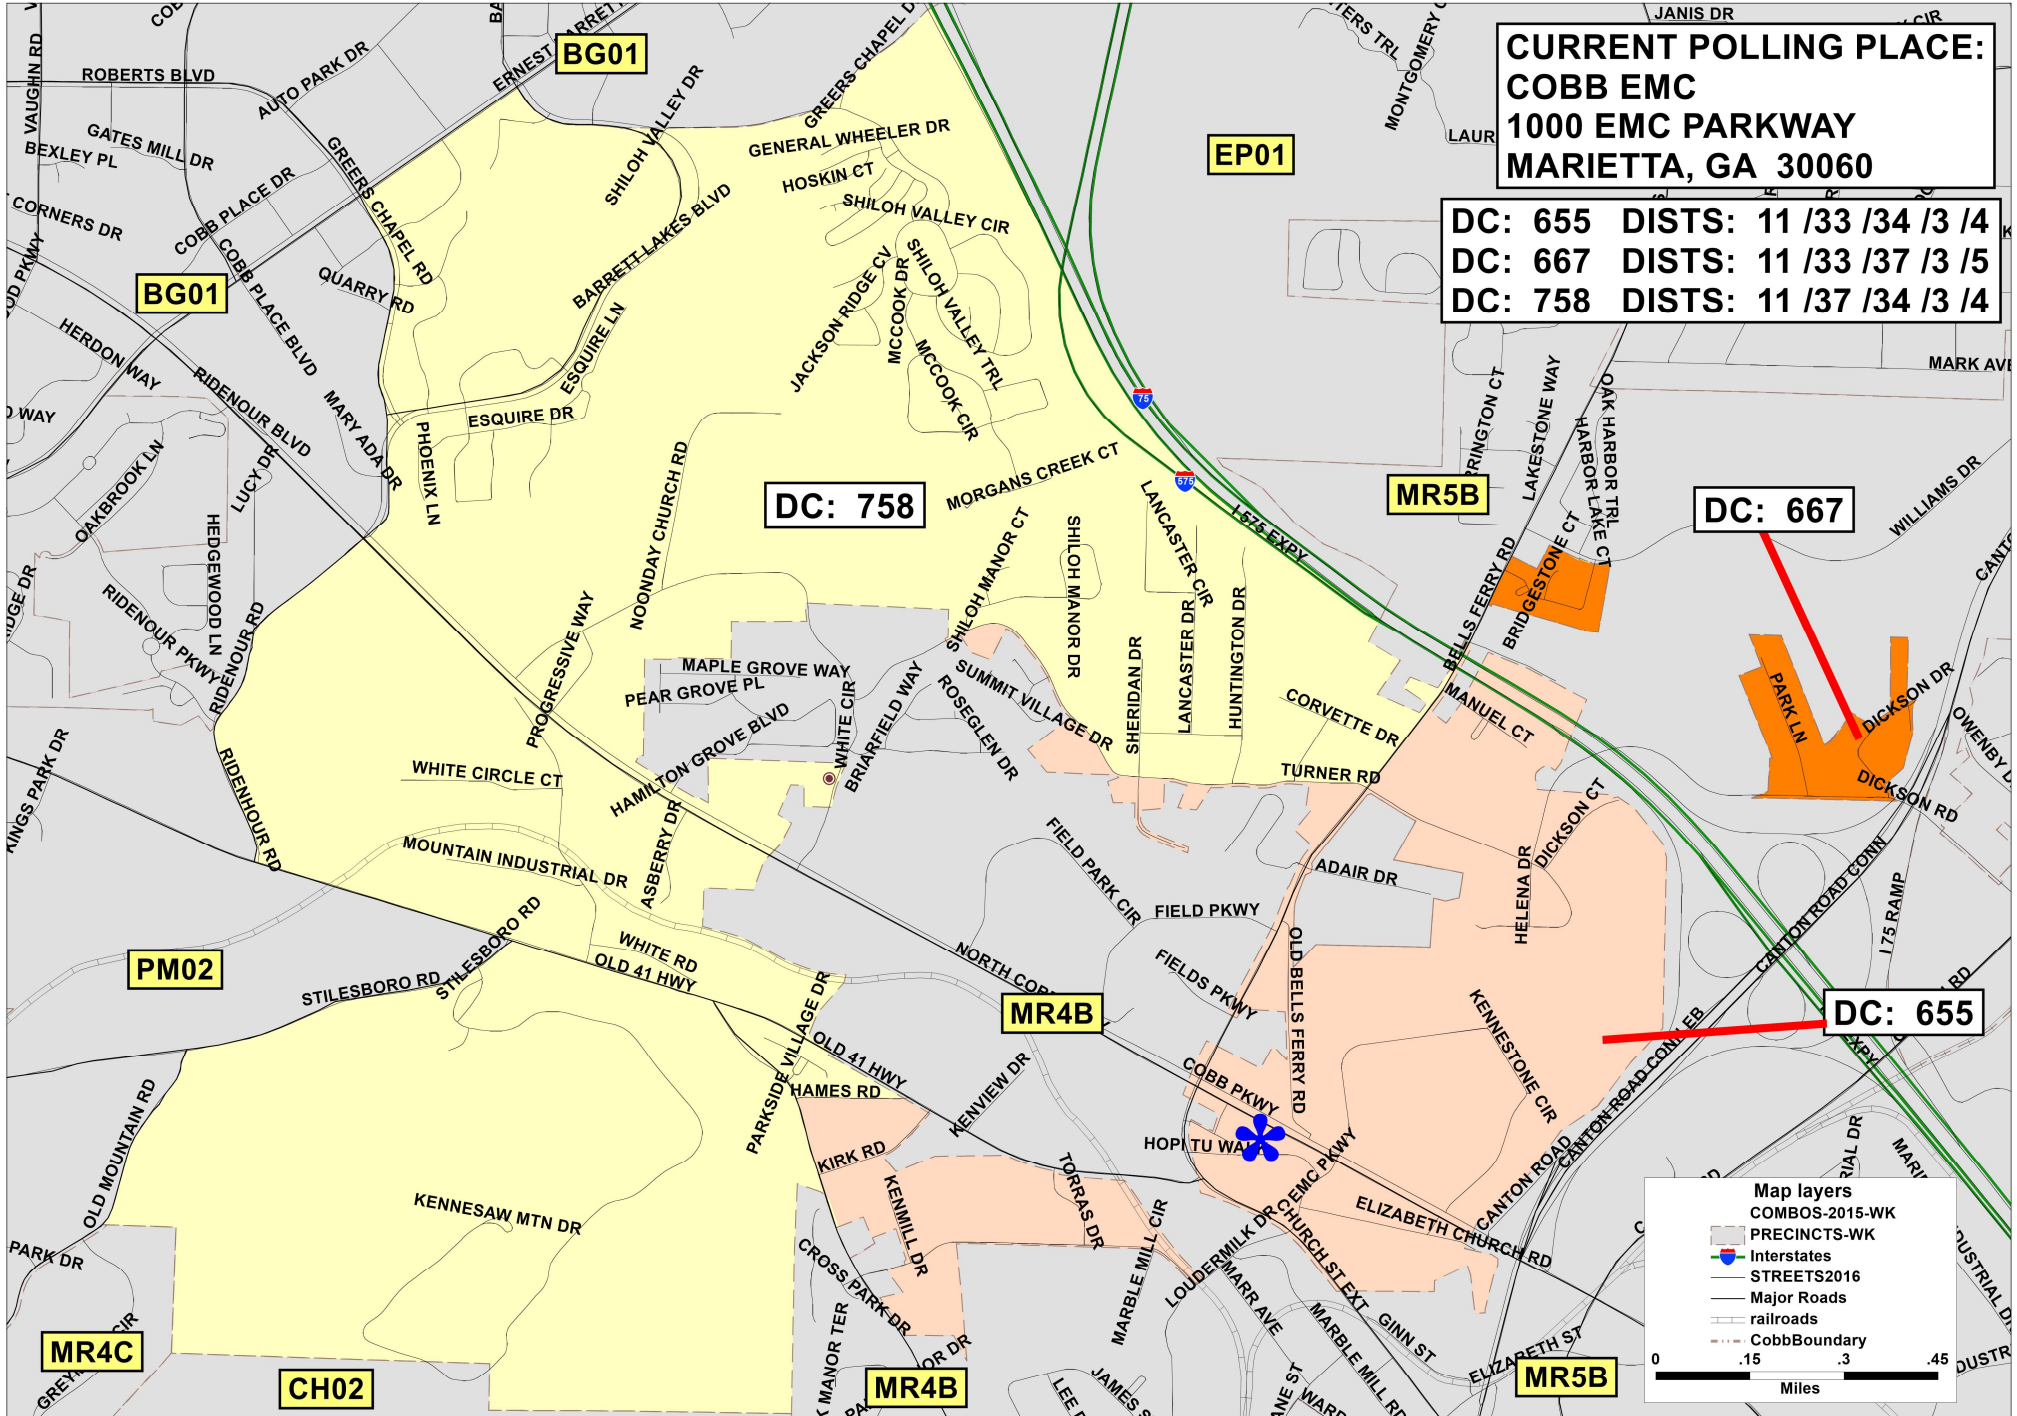 CURRENT POLLING PLACE:
COBB EMC
1000 EMC PARKWAY
MARIETTA, GA 30060
DC: 655 DISTS: 11 /33 /34 /3 /4
DC: 667 DISTS: 11 /33 /37 /3 /5
DC: 758 DISTS: 11 /37 /34 /3 /4
JANIS DR
VAUGHN RD
ROBERTS BLVD
AUTO PARK DR
BG01
GATES MILL DR
BEXLEY PL
CORNERS DR
COBB PLACE DR
GREERS CHAPEL RD
SHILOH VALLEY DR
GENERAL WHEELER DR
HOSKIN CT
SHILOH VALLEY CIR
EP01
BG01
COBB PLACE BLVD
QUARRY RD
BARRETT LAKES BLVD
ESQUIRE LN
ESQUIRE DR
JACKSON RIDGE CV
MCCOOK DR
SHILOH VALLEY TRL
MCCOOK CIR
HERDON WAY
RIDENOUR BLVD
MARY ADA DR
PHOENIX LN
75
575
I 575 EXPY
MARK AVE
LAKESTONE WAY
OAK HARBOR TRL
HARBOR LAKE CT
MR5B
DC: 758
DC: 667
WILLIAMS DR
OAKBROOK LN
LUCY DR
HEDGEWOOD LN
NOONDAY CHURCH RD
MORGANS CREEK CT
LANCASTER CIR
SHILOH MANOR CT
SHILOH MANOR DR
LANCASTER DR
HUNTINGTON DR
SHERIDAN DR
BELLS FERRY RD
BRIDGESTONE CT
RIDENOUR PKWY
RIDENOUR RD
PROGRESSIVE WAY
MAPLE GROVE WAY
PEAR GROVE PL
HAMILTON GROVE BLVD
WHITE CIR
BRIARFIELD WAY
ROSEGLEN DR
SUMMIT VILLAGE DR
CORVETTE DR
MANUEL CT
TURNER RD
PARK LN
DICKSON DR
DICKSON RD
KINGS PARK DR
RIDENHOUR RD
WHITE CIRCLE CT
ASBERRY DR
MOUNTAIN INDUSTRIAL DR
FIELD PARK CIR
FIELD PKWY
FIELDS PKWY
ADAIR DR
DICKSON CT
HELENA DR
CANTON ROAD CONN
I 75 RAMP
PM02
STILESBORO RD
STILESBORO RD
WHITE RD
OLD 41 HWY
OLD 41 HWY
PARKSIDE VILLAGE DR
MR4B
OLD BELLS FERRY RD
KENNESTONE CIR
DC: 655
COBB PKWY
HAMES RD
KENVIEW DR
KIRK RD
EMC PKWY
CANTON ROAD
ELIZABETH CHURCH RD
OLD MOUNTAIN RD
KENNESAW MTN DR
KENMILL DR
TORRAS DR
MARBLE MILL CIR
LOUDERMILK DR
CHURCH ST EXT
CROSS PARK DR
MARR AVE
MARBLE MILL RD
GINN ST
ELIZABETH ST
PARK DR
MR4C
CH02
MR4B
MR5B
Map layers
COMBOS-2015-WK
PRECINCTS-WK
Interstates
STREETS2016
Major Roads
railroads
CobbBoundary
0 .15 .3 .45
Miles